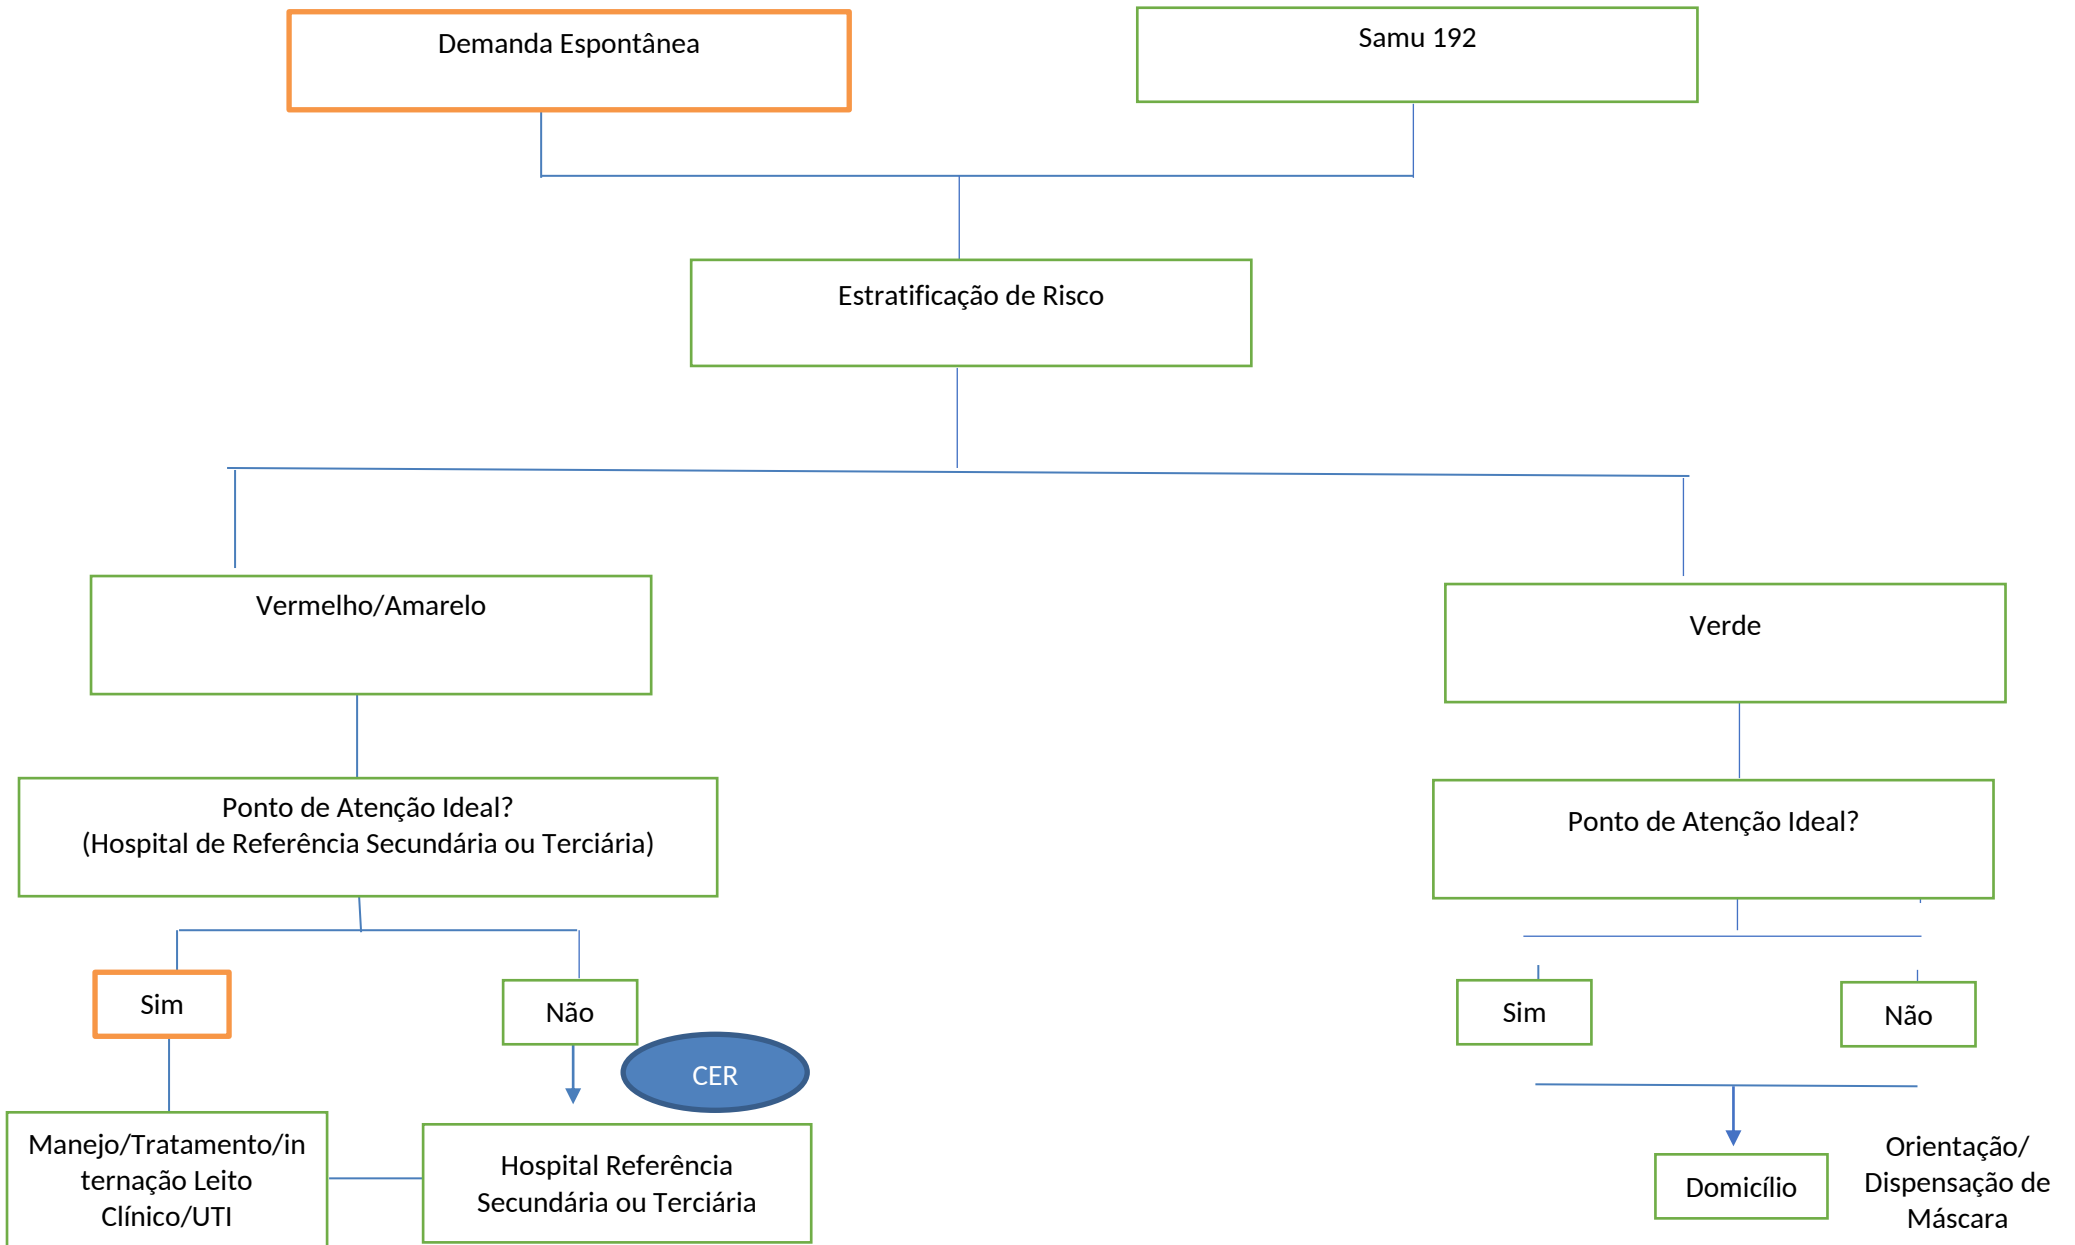 Demanda Espontânea
Samu 192
Estratificação de Risco
Vermelho/Amarelo
Verde
Ponto de Atenção Ideal?
(Hospital de Referência Secundária ou Terciária)
Ponto de Atenção Ideal?
Sim
Não
Sim
Não
CER
Manejo/Tratamento/in
ternação Leito
Clínico/UTI
Hospital Referência
Secundária ou Terciária
Domicílio
Orientação/
Dispensação de
Máscara